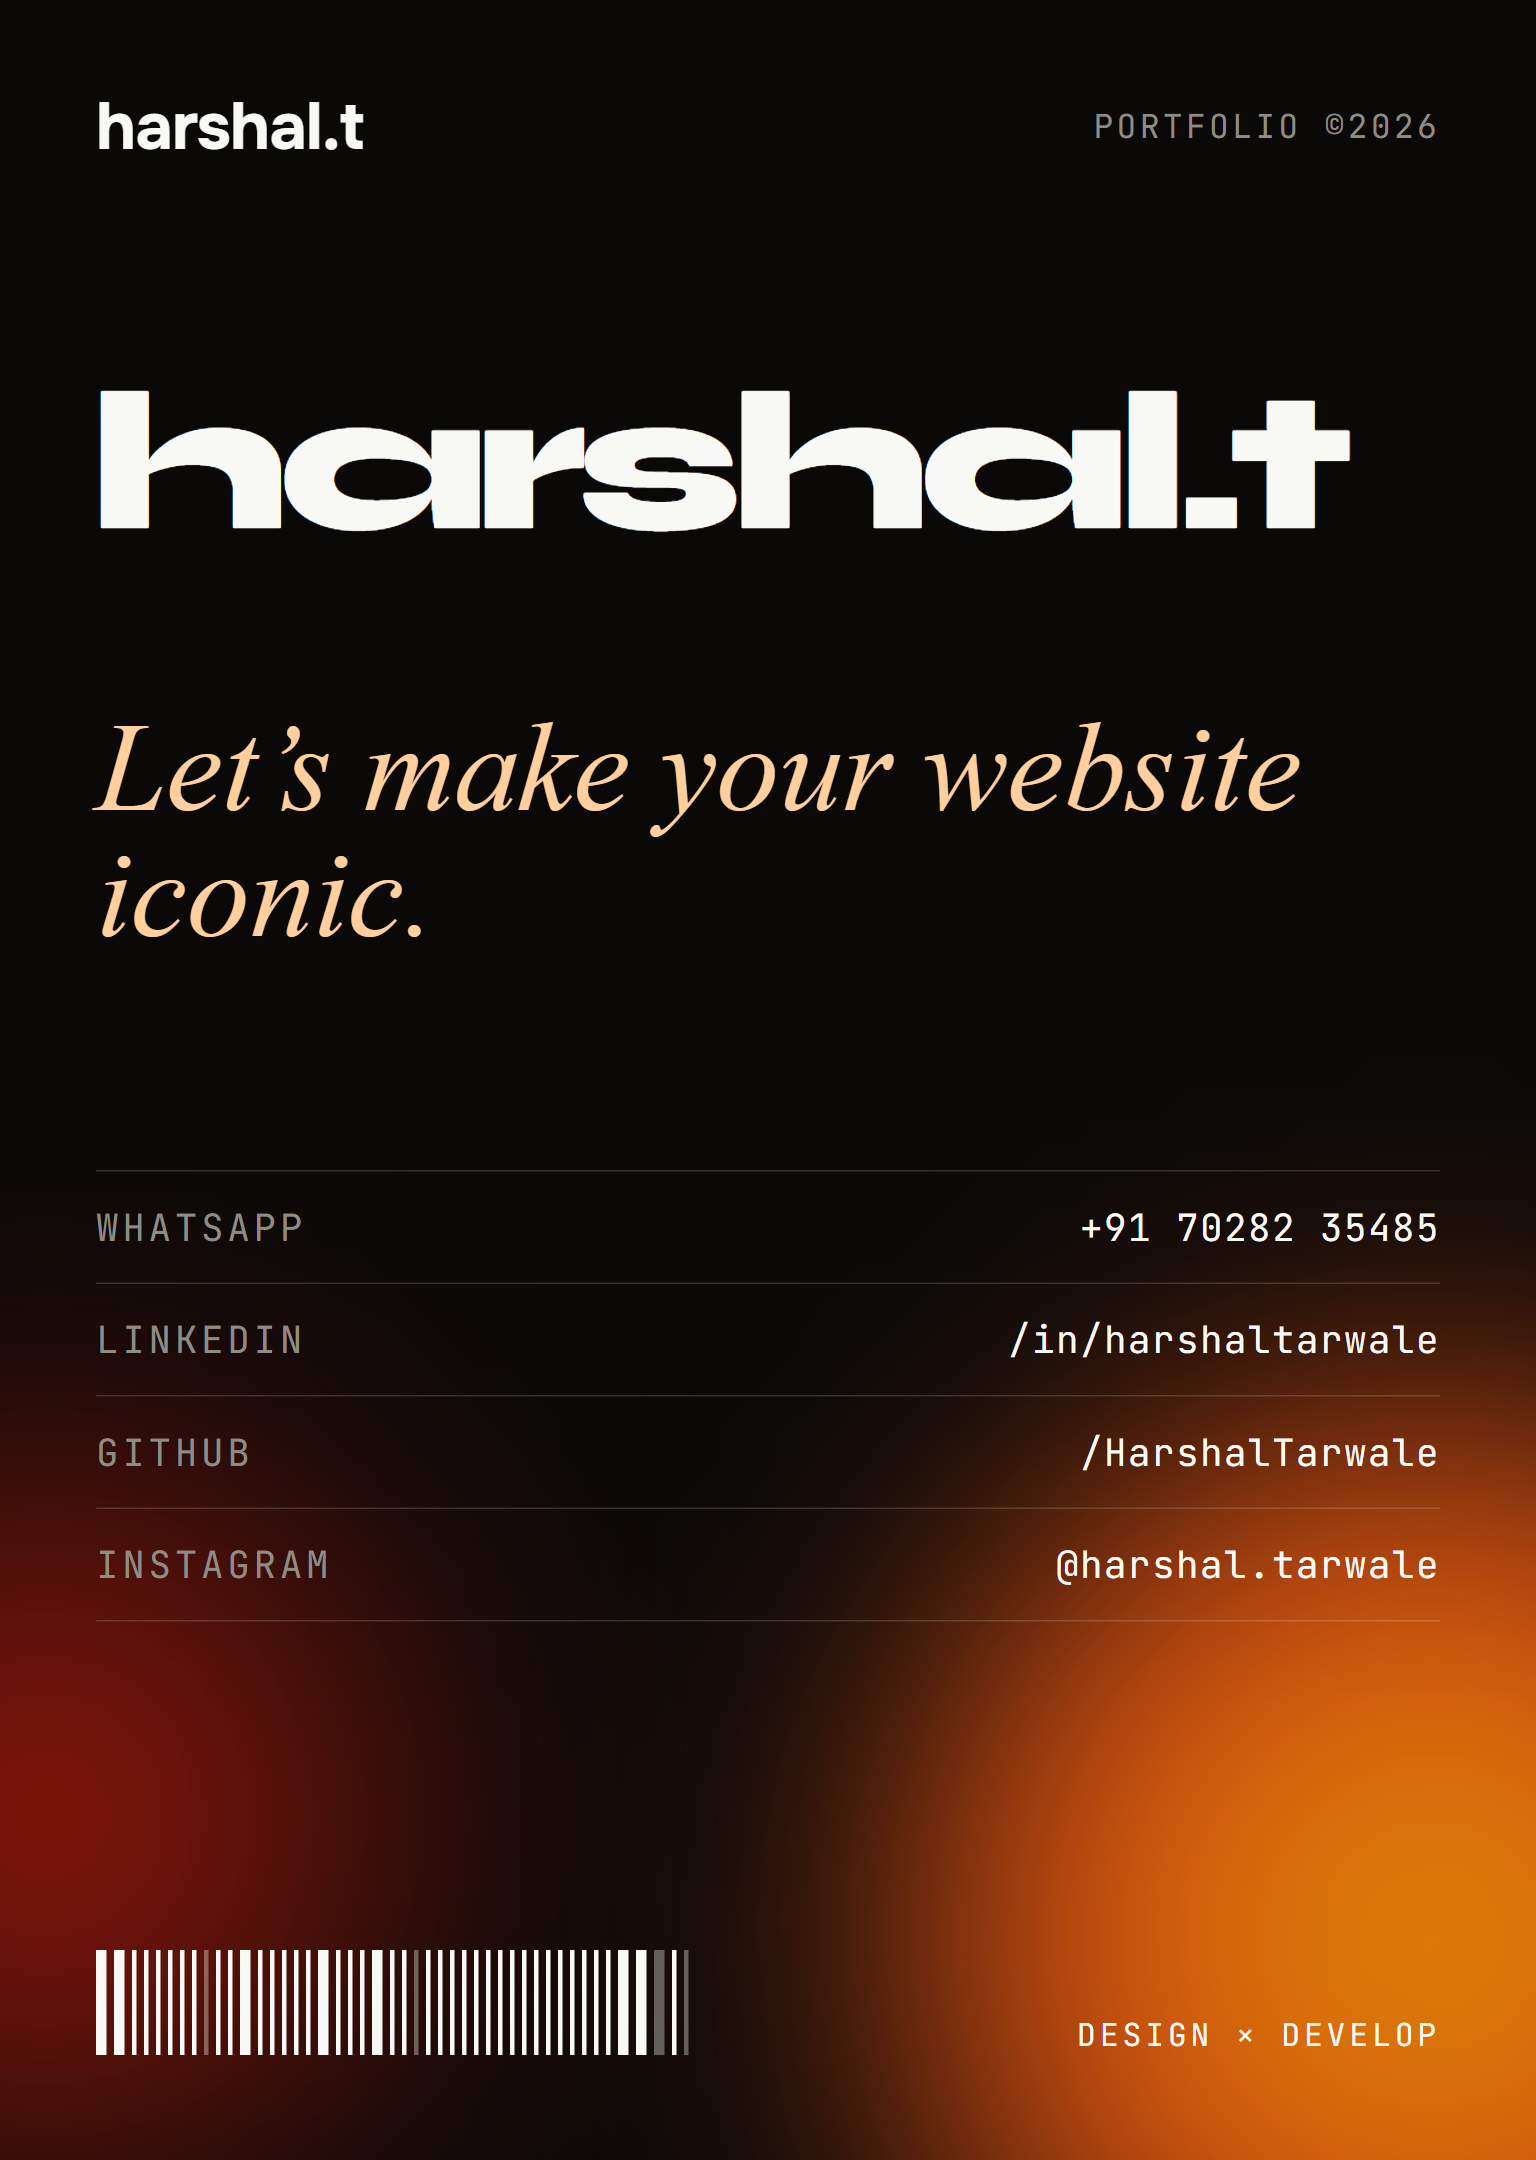 harshal.t
PORTFOLIO ©2026
harshal.t
Let’s make your website
iconic.
WHATSAPP +91 70282 35485
LINKEDIN /in/harshaltarwale
GITHUB /HarshalTarwale
INSTAGRAM @harshal.tarwale
DESIGN × DEVELOP